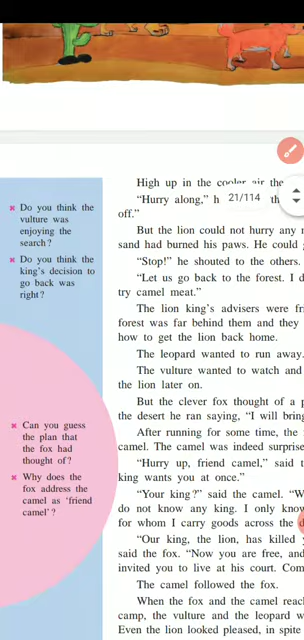 High up in the cooler air the
"Hurry along," h
off."
But the lion could not hurry any
sand had burned his paws. He could
"Stop!" he shouted to the others.
"Let us go back to the forest. I
try camel meat."
The lion king's advisers were
forest was far behind them and they
how to get the lion back home.
The leopard wanted to run away.
The vulture wanted to watch and
the lion later on.
But the clever fox thought of a
the desert he ran saying, "I will bring
After running for some time, the
camel. The camel was indeed
"Hurry up, friend camel," said
king wants you at once."
"Your king?" said the camel.
do not know any king. I only
for whom I carry goods across the
"Our king, the lion, has killed
said the fox. "Now you are free, and
invited you to live at his court.
The camel followed the fox.
When the fox and the camel
camp, the vulture and the leopard
Even the lion looked pleased, in spite
21/114
Do you think the
vulture was
enjoying the
search?
Do you think the
king's decision to
go back was
right?
Can you guess
the plan that
the fox had
thought of?
Why does the
fox address the
camel as 'friend
camel'?